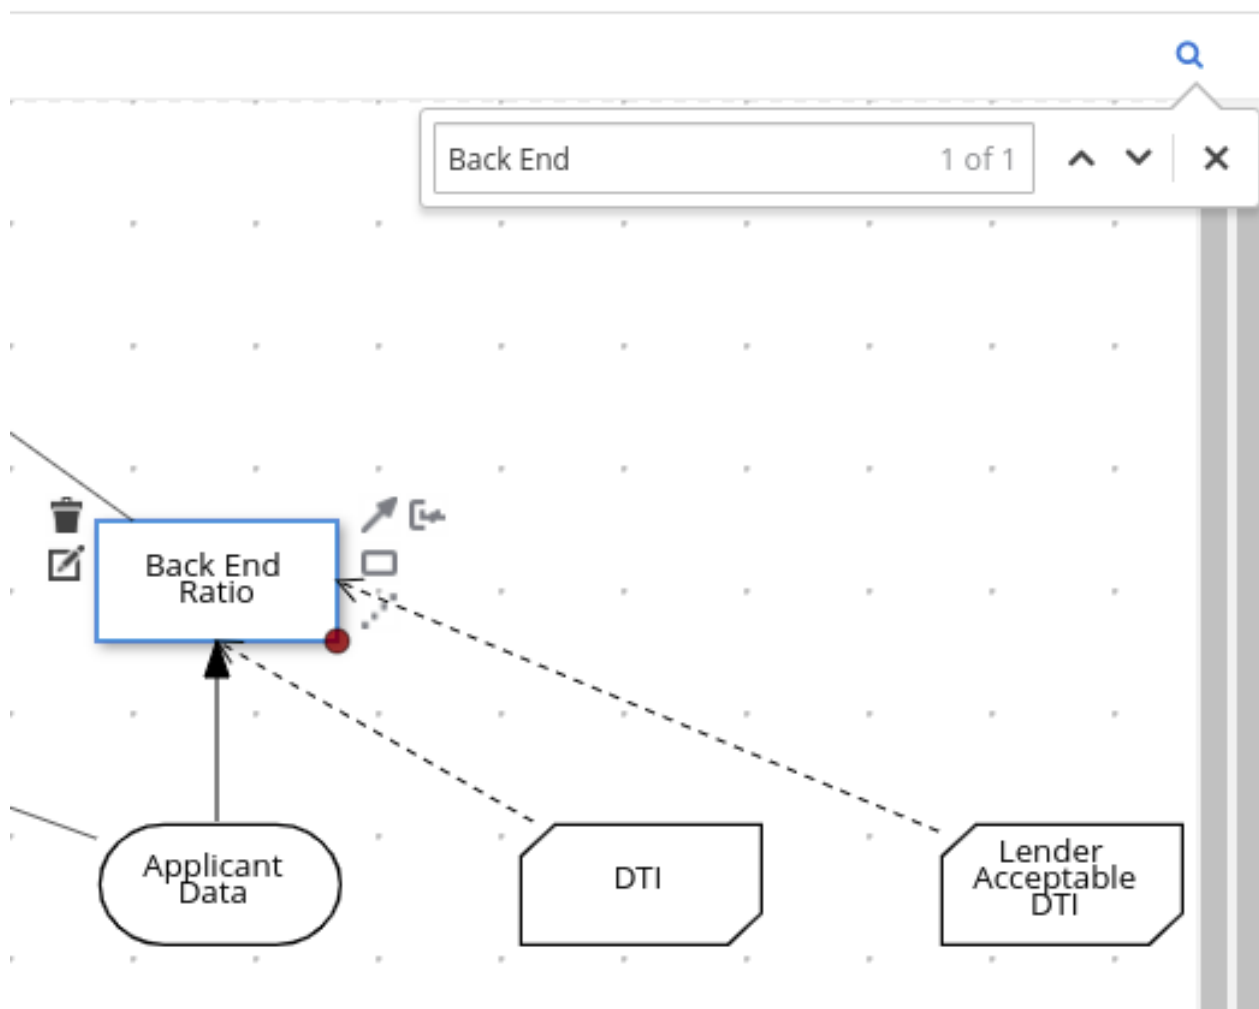 Back End 1 of 1
Back End
Ratio
Applicant
Data
DTI
Lender
Acceptable
DTI